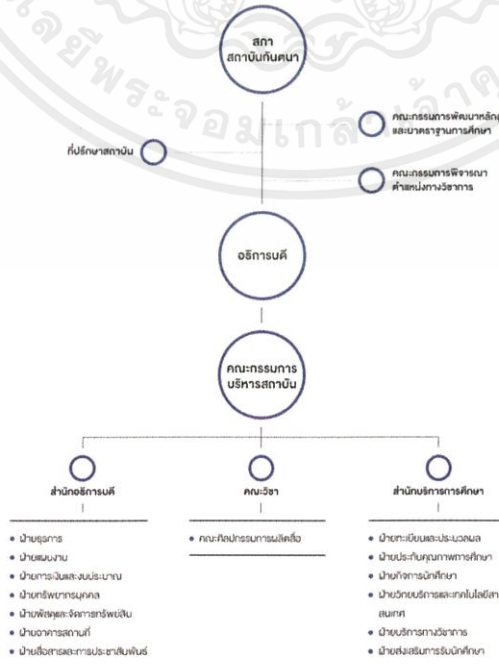 สภา
สถาบันกันตนา
คณะกรรมการพัฒนาหลักสู
และมาตราฐานการศึกษา
ที่ปรึกษาสถาบัน
คณะกรรมการพิจารณา
ตำแหน่งทางวิชาการ
อธิการบดี
คณะกรรมการ
บริหารสถาบัน
สำนักอธิการบดี
คณะวิชา
สำนักบริการการศึกษา
• ฝ่ายธุรการ
• ฝ่ายแผนงาน
• ฝ่ายการเงินและงบประมาณ
• ฝ่ายทรัพยากรบุคคล
• ฝ่ายพัสดุและจัดการทรัพย์สิน
• ฝ่ายอาคารสถานที่
• ฝ่ายสื่อสารและการประชาสัมพันธ์
• คณะศิลปกรรมการผลิตสื่อ
• ฝ่ายทะเบียนและประมวลผล
• ฝ่ายประกันคุณภาพการศึกษา
• ฝ่ายกิจการนักศึกษา
• ฝ่ายวิทยบริการและเทคโนโลยีสา
สนเทศ
• ฝ่ายบริการทางวิชาการ
• ฝ่ายส่งเสริมการรับนักศึกษา